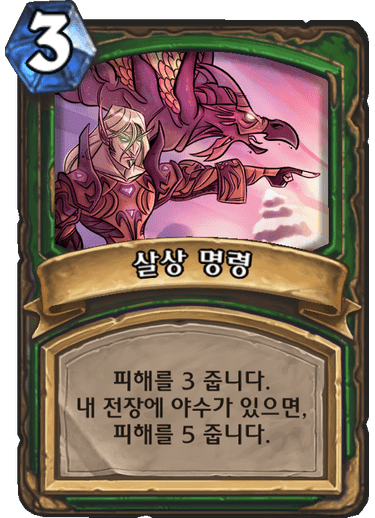 3
살상 명령
피해를 3 줍니다.
내 전장에 야수가 있으면,
피해를 5 줍니다.